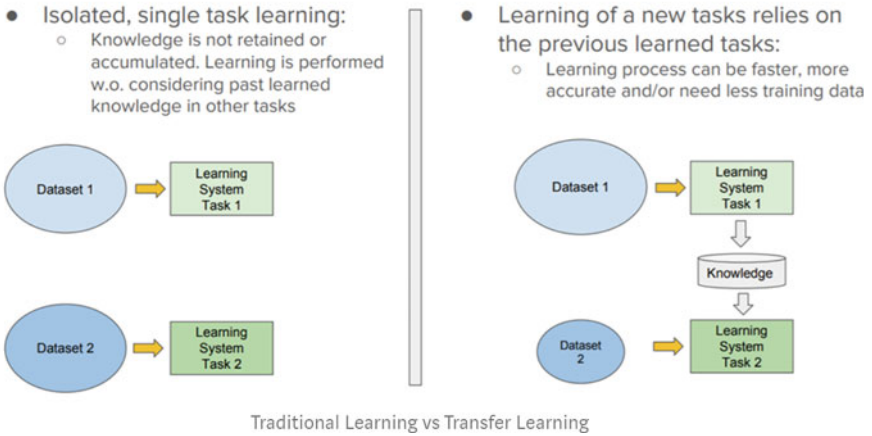 ● Isolated, single task learning:
○ Knowledge is not retained or
accumulated. Learning is performed
w.o. considering past learned
knowledge in other tasks
Dataset 1
Learning
System
Task 1
Dataset 2
Learning
System
Task 2
● Learning of a new tasks relies on
the previous learned tasks:
○ Learning process can be faster, more
accurate and/or need less training data
Dataset 1
Learning
System
Task 1
Knowledge
Dataset
2
Learning
System
Task 2
Traditional Learning vs Transfer Learning